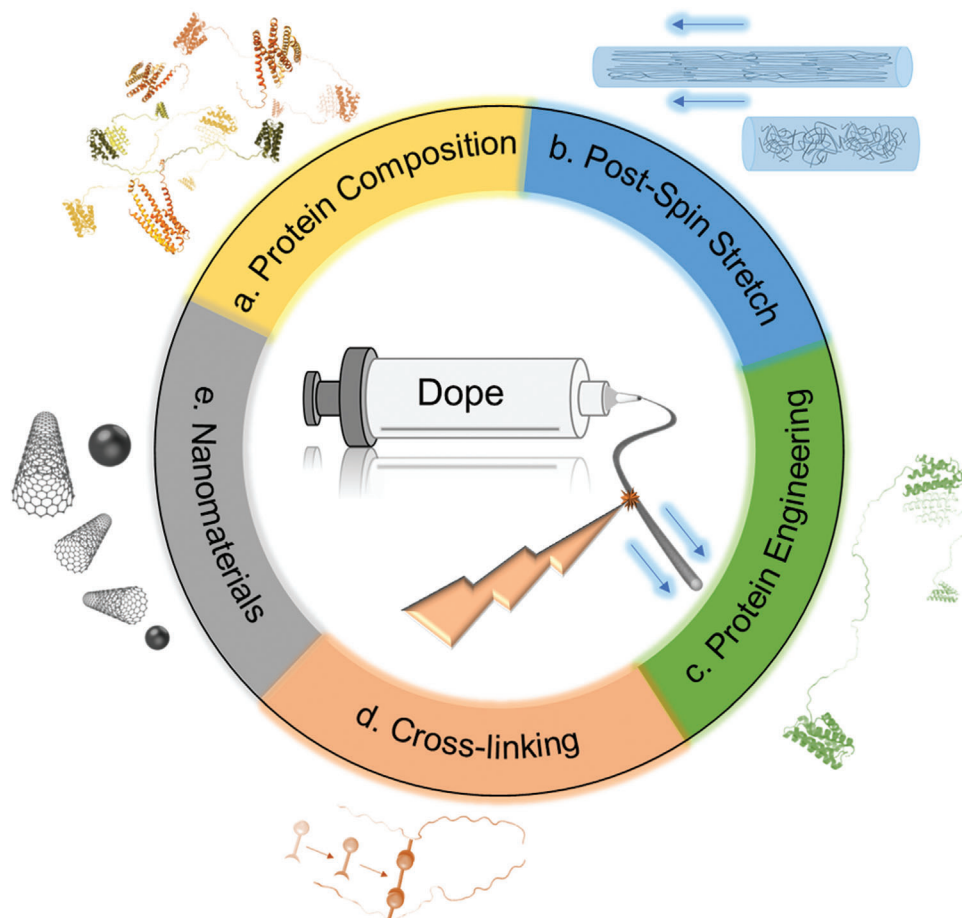 a. Protein Composition
b. Post-Spin Stretch
c. Protein Engineering
d. Cross-linking
e. Nanomaterials
Dope